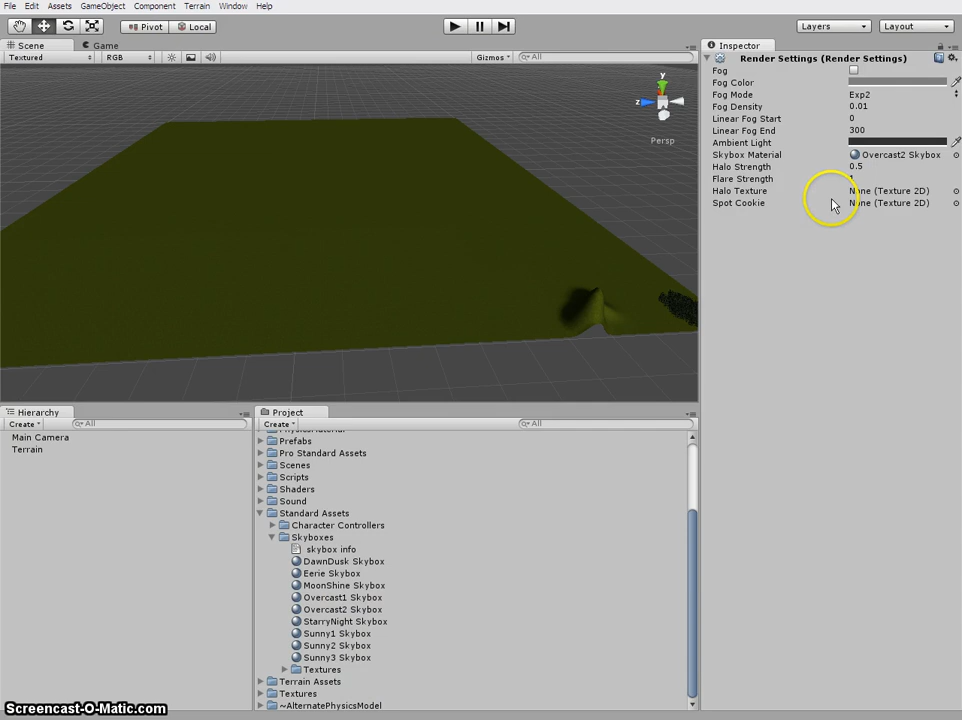 File Edit Assets GameObject Component Terrain Window Help
Pivot Local Layers Layout
Scene Game
Textured RGB Gizmos All
y
z
Persp
Inspector
Render Settings (Render Settings)
Fog
Fog Color
Fog Mode Exp2
Fog Density 0.01
Linear Fog Start 0
Linear Fog End 300
Ambient Light
Skybox Material Overcast2 Skybox
Halo Strength 0.5
Flare Strength
Halo Texture None (Texture 2D)
Spot Cookie None (Texture 2D)
Hierarchy
Create All
Main Camera
Terrain
Project
Create All
Prefabs
Pro Standard Assets
Scenes
Scripts
Shaders
Sound
Standard Assets
Character Controllers
Skyboxes
skybox info
DawnDusk Skybox
Eerie Skybox
MoonShine Skybox
Overcast1 Skybox
Overcast2 Skybox
StarryNight Skybox
Sunny1 Skybox
Sunny2 Skybox
Sunny3 Skybox
Textures
Terrain Assets
Textures
~AlternatePhysicsModel
Screencast-O-Matic.com